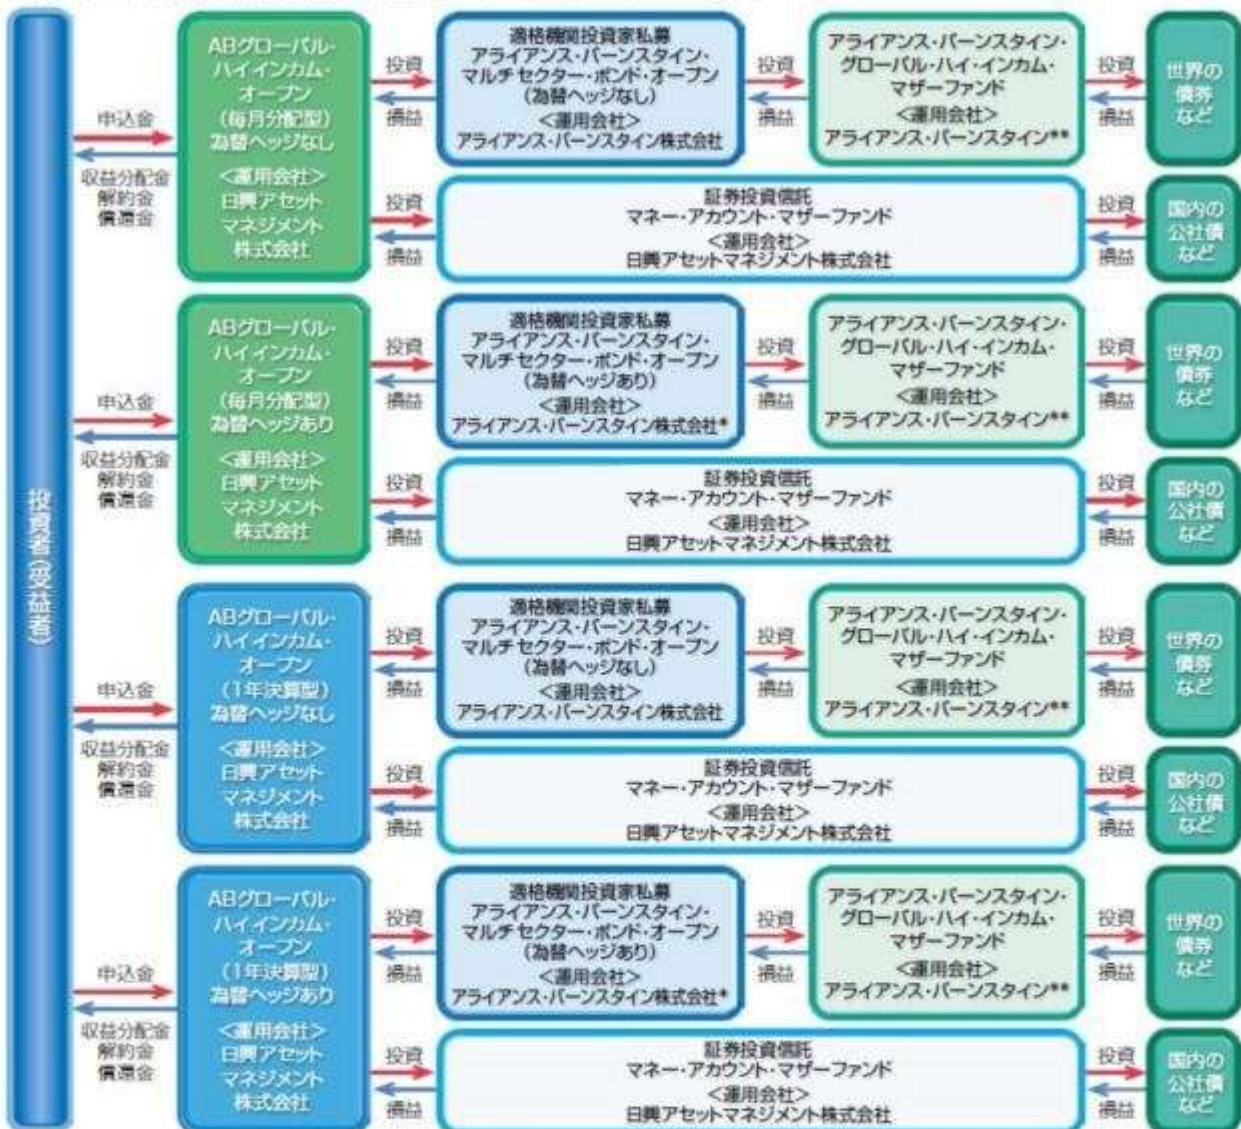 投資者(受益者)
申込金
収益分配金
解約金
償還金
ABグローバル・
ハイインカム・
オープン
(毎月分配型)
為替ヘッジなし
<運用会社>
日興アセット
マネジメント
株式会社
投資
損益
適格機関投資家私募
アライアンス・バーンスタイン・
マルチセクター・ボンド・オープン
(為替ヘッジなし)
<運用会社>
アライアンス・バーンスタイン株式会社
投資
損益
アライアンス・バーンスタイン・
グローバル・ハイ・インカム・
マザーファンド
<運用会社>
アライアンス・バーンスタイン**
投資
損益
世界の
債券
など
投資
損益
証券投資信託
マネー・アカウント・マザーファンド
<運用会社>
日興アセットマネジメント株式会社
投資
損益
国内の
公社債
など
申込金
収益分配金
解約金
償還金
ABグローバル・
ハイインカム・
オープン
(毎月分配型)
為替ヘッジあり
<運用会社>
日興アセット
マネジメント
株式会社
投資
損益
適格機関投資家私募
アライアンス・バーンスタイン・
マルチセクター・ボンド・オープン
(為替ヘッジあり)
<運用会社>
アライアンス・バーンスタイン株式会社*
投資
損益
アライアンス・バーンスタイン・
グローバル・ハイ・インカム・
マザーファンド
<運用会社>
アライアンス・バーンスタイン**
投資
損益
世界の
債券
など
投資
損益
証券投資信託
マネー・アカウント・マザーファンド
<運用会社>
日興アセットマネジメント株式会社
投資
損益
国内の
公社債
など
申込金
収益分配金
解約金
償還金
ABグローバル・
ハイインカム・
オープン
(1年決算型)
為替ヘッジなし
<運用会社>
日興アセット
マネジメント
株式会社
投資
損益
適格機関投資家私募
アライアンス・バーンスタイン・
マルチセクター・ボンド・オープン
(為替ヘッジなし)
<運用会社>
アライアンス・バーンスタイン株式会社
投資
損益
アライアンス・バーンスタイン・
グローバル・ハイ・インカム・
マザーファンド
<運用会社>
アライアンス・バーンスタイン**
投資
損益
世界の
債券
など
投資
損益
証券投資信託
マネー・アカウント・マザーファンド
<運用会社>
日興アセットマネジメント株式会社
投資
損益
国内の
公社債
など
申込金
収益分配金
解約金
償還金
ABグローバル・
ハイインカム・
オープン
(1年決算型)
為替ヘッジあり
<運用会社>
日興アセット
マネジメント
株式会社
投資
損益
適格機関投資家私募
アライアンス・バーンスタイン・
マルチセクター・ボンド・オープン
(為替ヘッジあり)
<運用会社>
アライアンス・バーンスタイン株式会社*
投資
損益
アライアンス・バーンスタイン・
グローバル・ハイ・インカム・
マザーファンド
<運用会社>
アライアンス・バーンスタイン**
投資
損益
世界の
債券
など
投資
損益
証券投資信託
マネー・アカウント・マザーファンド
<運用会社>
日興アセットマネジメント株式会社
投資
損益
国内の
公社債
など